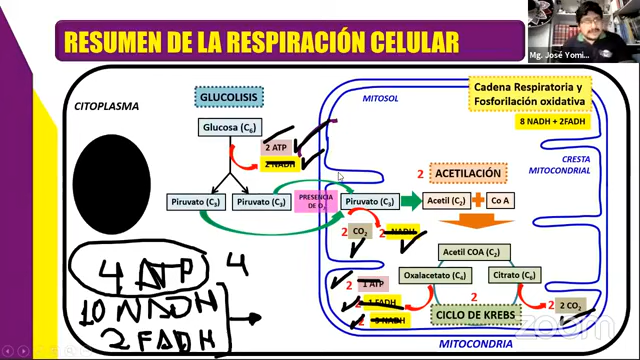 RESUMEN DE LA RESPIRACIÓN CELULAR
Mg. José Yomi...
CITOPLASMA
GLUCOLISIS
Glucosa (C₆)
2 ATP
2 NADH
Piruvato (C₃)
Piruvato (C₃)
PRESENCIA
DE O₂
MITOSOL
Cadena Respiratoria y
Fosforilación oxidativa
8 NADH + 2FADH
CRESTA
MITOCONDRIAL
2 ACETILACIÓN
Piruvato (C₃)
Acetil (C₂) + Co A
2 CO₂
2 NADH
Acetil COA (C₂)
Oxalacetato (C₄)
Citrato (C₆)
2
CICLO DE KREBS
2 1 ATP
2 1 FADH
2 3 NADH
2 2 CO₂
MITOCONDRIA
4 ATP 4
10 NADH
2 FADH
zoom